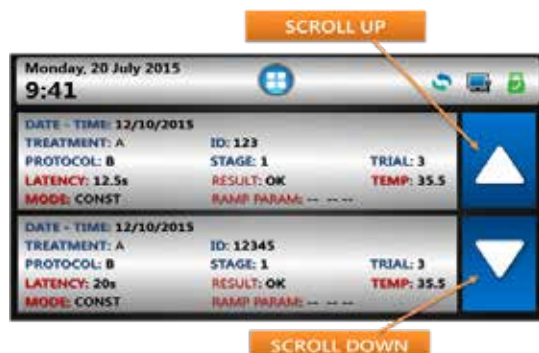 SCROLL UP
Monday, 20 July 2015
9:41
DATE - TIME: 12/10/2015
TREATMENT: A ID: 123
PROTOCOL: B STAGE: 1 TRIAL: 3
LATENCY: 12.5s RESULT: OK TEMP: 35.5
MODE: CONST RAMP PARAM: -- -- --
DATE - TIME: 12/10/2015
TREATMENT: A ID: 12345
PROTOCOL: B STAGE: 1 TRIAL: 3
LATENCY: 20s RESULT: OK TEMP: 35.5
MODE: CONST RAMP PARAM: -- -- --
SCROLL DOWN